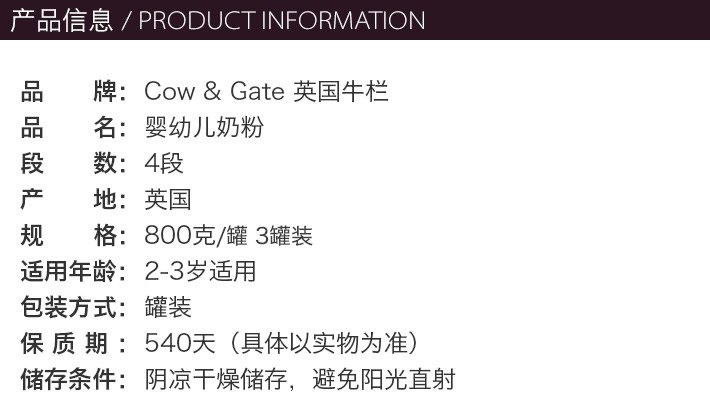 产品信息 / PRODUCT INFORMATION
品 牌：Cow & Gate 英国牛栏
品 名：婴幼儿奶粉
段 数：4段
产 地：英国
规 格：800克/罐 3罐装
适用年龄：2-3岁适用
包装方式：罐装
保 质 期 ：540天（具体以实物为准）
储存条件：阴凉干燥储存，避免阳光直射